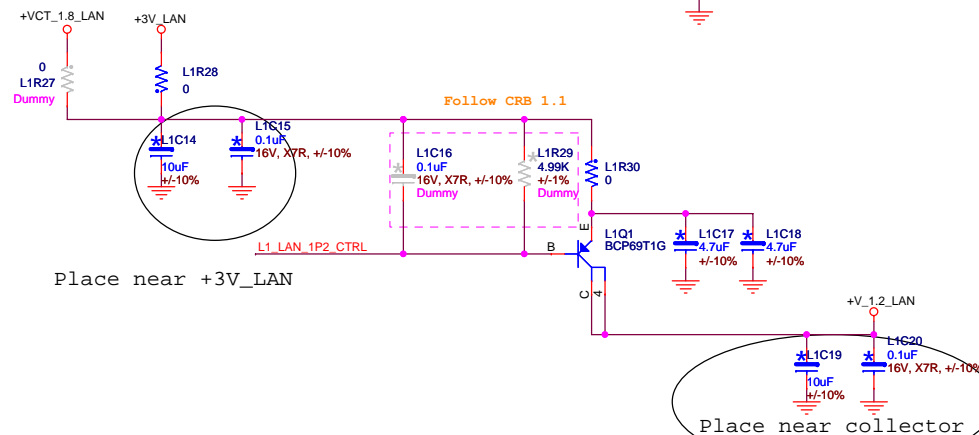 +VCT_1.8_LAN
+3V_LAN
0
L1R27
Dummy
L1R28
0
Follow CRB 1.1
*
L1C14
10uF
+/-10%
*
L1C15
0.1uF
16V, X7R, +/-10%
*
L1C16
0.1uF
16V, X7R, +/-10%
Dummy
*
L1R29
4.99K
+/-1%
Dummy
L1R30
0
L1_LAN_1P2_CTRL
B
E
C
4
L1Q1
BCP69T1G
*
L1C17
4.7uF
+/-10%
*
L1C18
4.7uF
+/-10%
Place near +3V_LAN
+V_1.2_LAN
*
L1C19
10uF
+/-10%
*
L1C20
0.1uF
16V, X7R, +/-10%
Place near collector